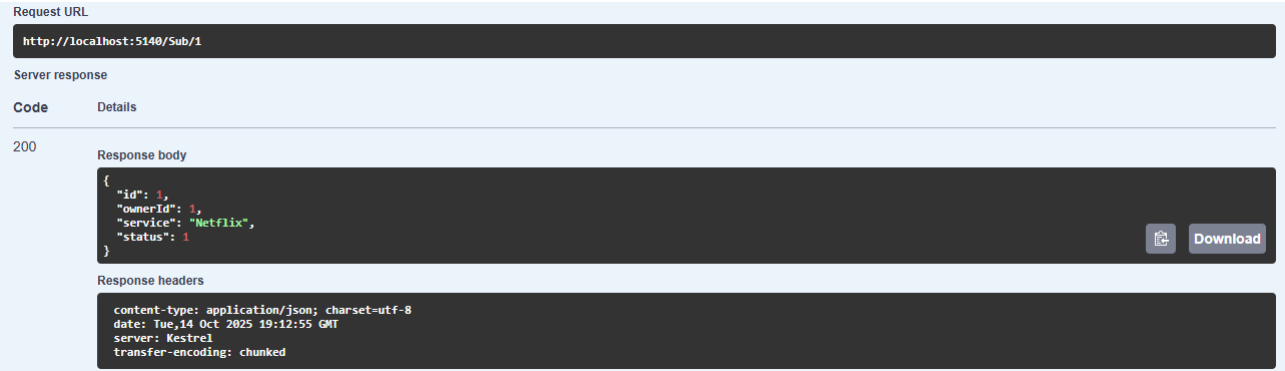 Request URL
http://localhost:5140/Sub/1
Server response
Code Details
200
Response body
{
"id": 1,
"ownerId": 1,
"service": "Netflix",
"status": 1
}
Download
Response headers
content-type: application/json; charset=utf-8
date: Tue,14 Oct 2025 19:12:55 GMT
server: Kestrel
transfer-encoding: chunked